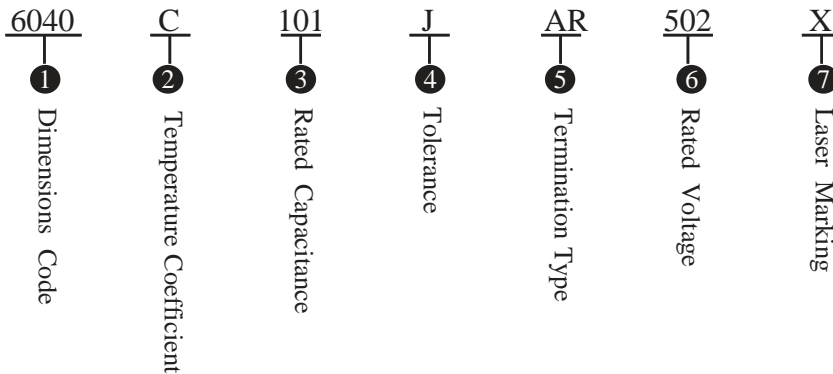 6040 C 101 J AR 502 X
1 2 3 4 5 6 7
Dimensions Code
Temperature Coefficient
Rated Capacitance
Tolerance
Termination Type
Rated Voltage
Laser Marking